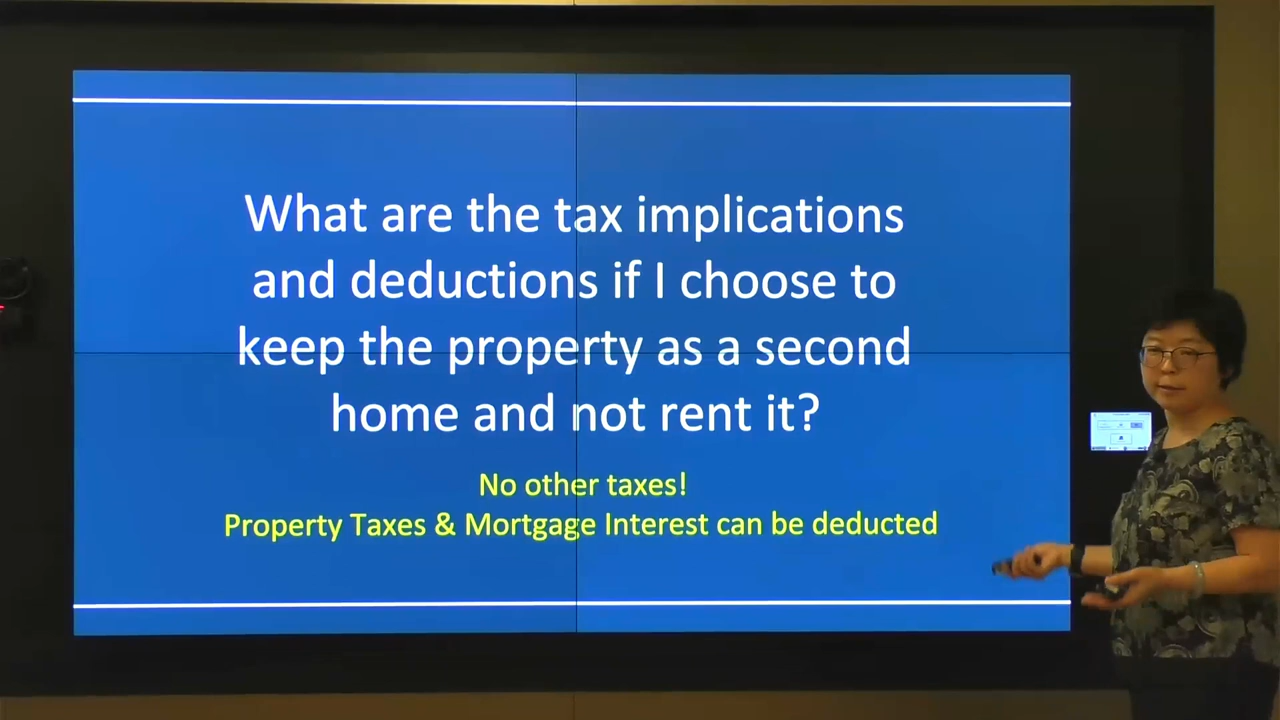 What are the tax implications
and deductions if I choose to
keep the property as a second
home and not rent it?
No other taxes!
Property Taxes & Mortgage Interest can be deducted